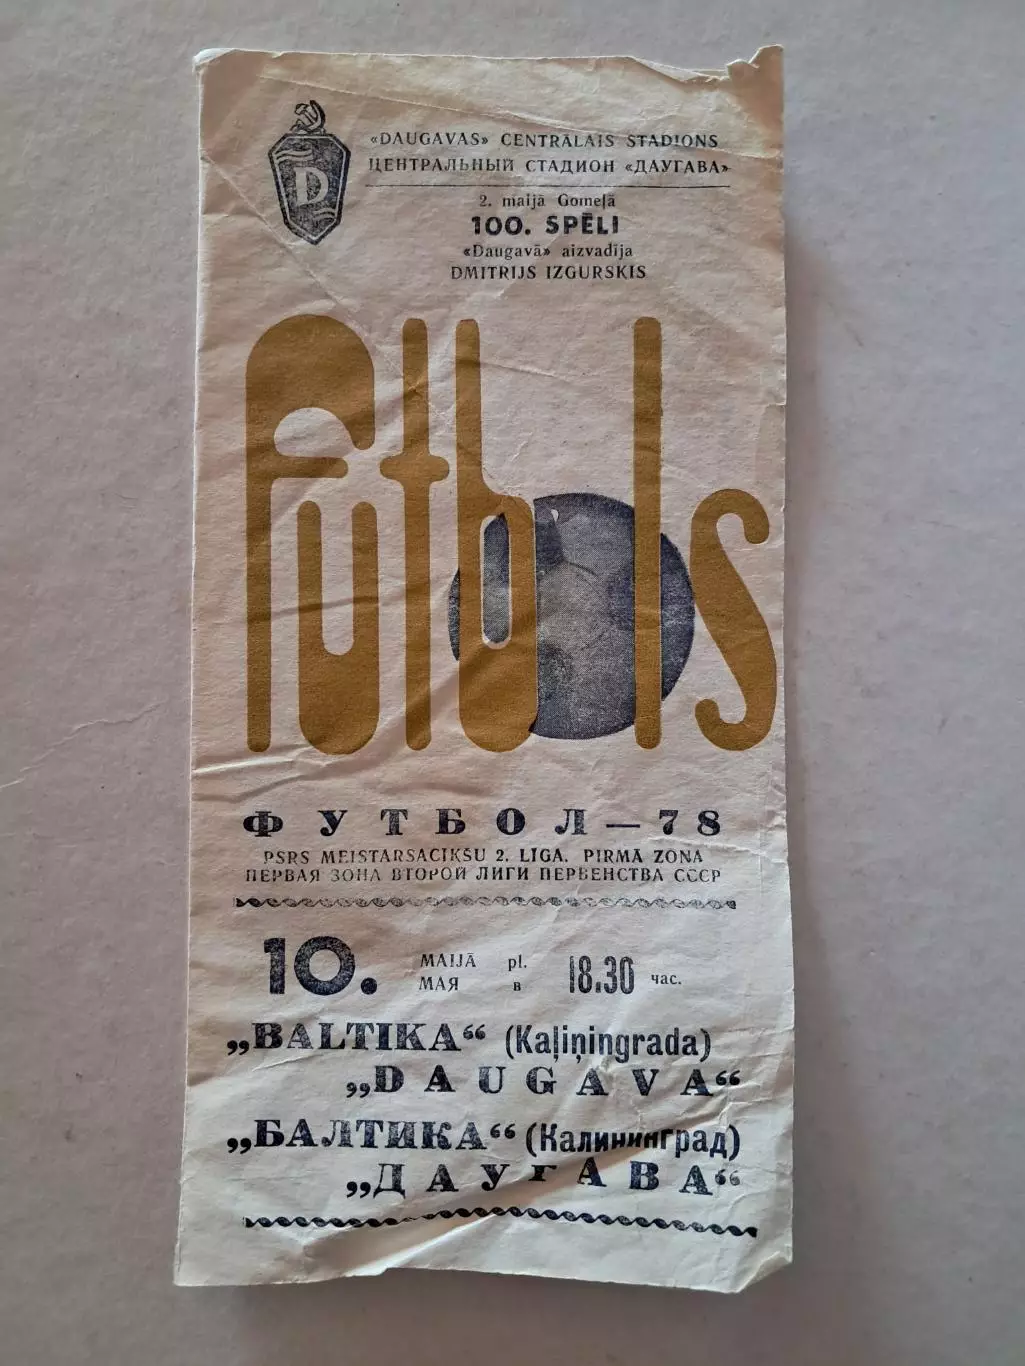 D
«DAUGAVAS» CENTRĀLAIS STADIONS
ЦЕНТРАЛЬНЫЙ СТАДИОН «ДАУГАВА»
2. maijā Gomeļā
100. SPĒLI
«Daugavā» aizvadīja
DMITRIJS IZGURSKIS
Futbols
ФУТБОЛ—78
PSRS MEISTARSACĪKŠU 2. LĪGA. PIRMĀ ZONA
ПЕРВАЯ ЗОНА ВТОРОЙ ЛИГИ ПЕРВЕНСТВА СССР
10. MAIJĀ pl. 18.30
МАЯ в час.
„BALTIKA“ (Kaļiņingrada)
„DAUGAVA“
„БАЛТИКА“ (Калининград)
„ДАУГАВА“